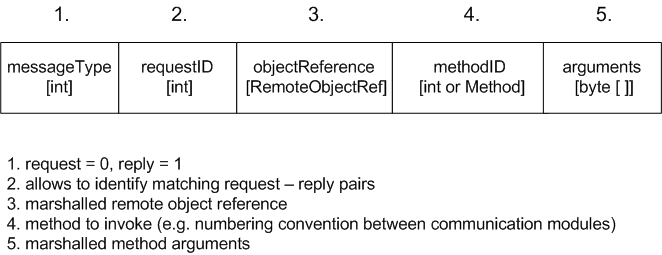 1. 2. 3. 4. 5.
messageType requestID objectReference methodID arguments
[int] [int] [RemoteObjectRef] [int or Method] [byte [ ]]
1. request = 0, reply = 1
2. allows to identify matching request – reply pairs
3. marshalled remote object reference
4. method to invoke (e.g. numbering convention between communication modules)
5. marshalled method arguments